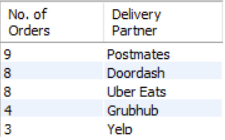 No. of Orders Delivery Partner
9 Postmates
8 Doordash
8 Uber Eats
4 Grubhub
3 Yelp